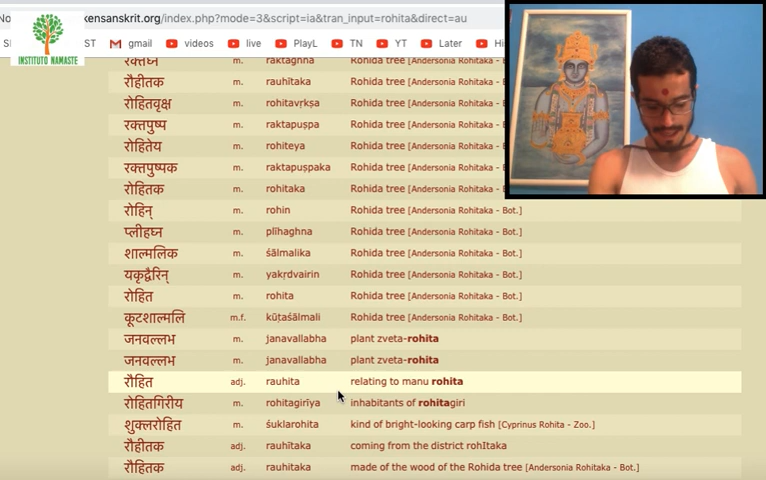 kensanskrit.org/index.php?mode=3&script=ia&tran_input=rohita&direct=au
INSTITUTO NAMASTE
ST gmail videos live PlayL TN YT Later
रक्तघ्न m. raktaghna Rohida tree [Andersonia Rohitaka -
रौहीतक m. rauhītaka Rohida tree [Andersonia Rohitaka -
रोहितवृक्ष m. rohitavṛkṣa Rohida tree [Andersonia Rohitaka -
रक्तपुष्प m. raktapuṣpa Rohida tree [Andersonia Rohitaka -
रोहितेय m. rohiteya Rohida tree [Andersonia Rohitaka -
रक्तपुष्पक m. raktapuṣpaka Rohida tree [Andersonia Rohitaka -
रोहितक m. rohitaka Rohida tree [Andersonia Rohitaka -
रोहिन् m. rohin Rohida tree [Andersonia Rohitaka - Bot.]
प्लीहघ्न m. plīhaghna Rohida tree [Andersonia Rohitaka - Bot.]
शाल्मलिक m. śālmalika Rohida tree [Andersonia Rohitaka - Bot.]
यकृद्वैरिन् m. yakṛdvairin Rohida tree [Andersonia Rohitaka - Bot.]
रोहित m. rohita Rohida tree [Andersonia Rohitaka - Bot.]
कूटशाल्मलि m.f. kūṭaśālmali Rohida tree [Andersonia Rohitaka - Bot.]
जनवल्लभ m. janavallabha plant zveta-rohita
जनवल्लभ m. janavallabha plant zveta-rohita
रौहित adj. rauhita relating to manu rohita
रोहितगिरीय m. rohitagirīya inhabitants of rohitagiri
शुक्लरोहित m. śuklarohita kind of bright-looking carp fish [Cyprinus Rohita - Zoo.]
रौहीतक adj. rauhītaka coming from the district rohItaka
रौहितक adj. rauhitaka made of the wood of the Rohida tree [Andersonia Rohitaka - Bot.]